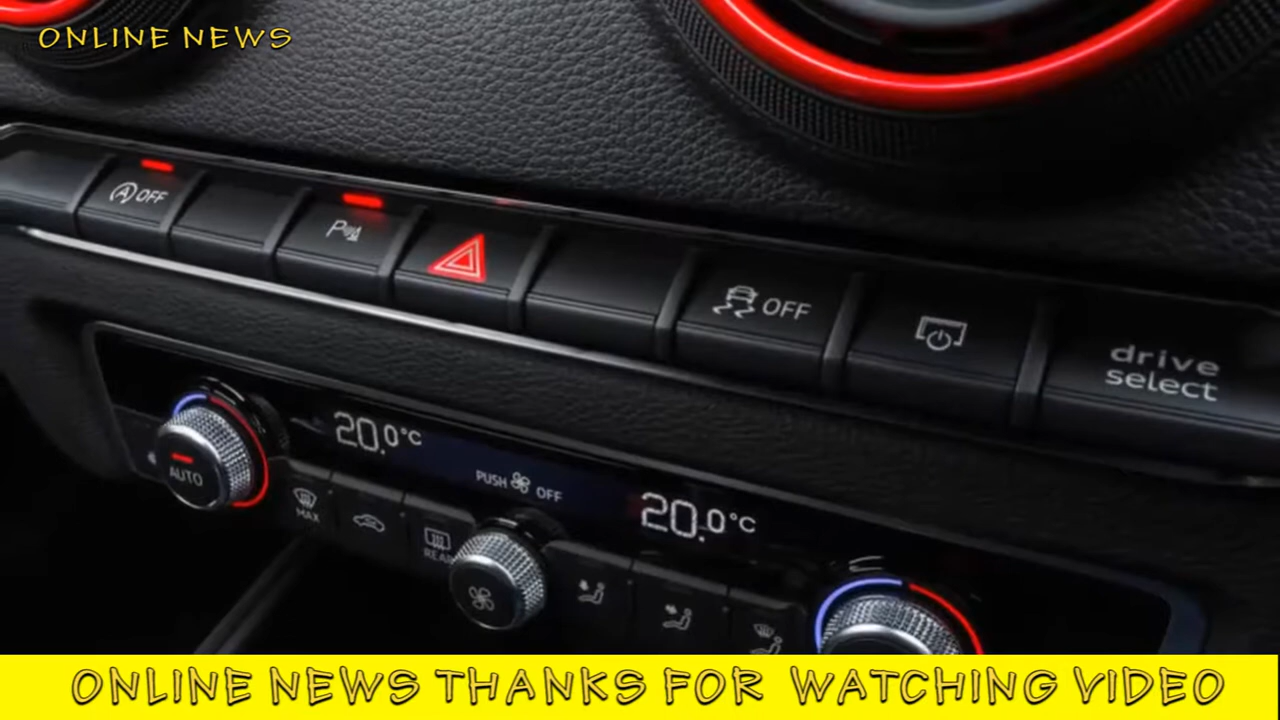 ONLINE NEWS
A OFF
P
OFF
drive
select
20.0°C
PUSH OFF
20.0°C
AUTO
MAX
REAR
ONLINE NEWS THANKS FOR WATCHING VIDEO